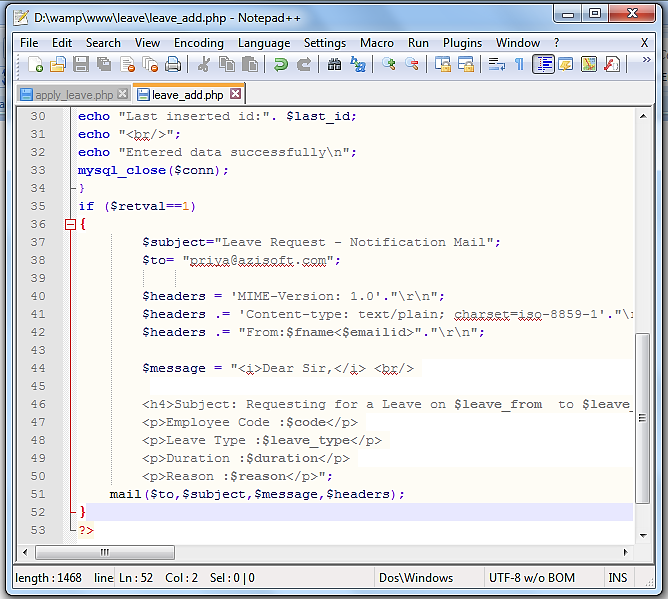 D:\wamp\www\leave\leave_add.php - Notepad++
File Edit Search View Encoding Language Settings Macro Run Plugins Window ? X
apply_leave.php leave_add.php
30 echo "Last inserted id:". $last_id;
31 echo "<br/>";
32 echo "Entered data successfully\n";
33 mysql_close($conn);
34 }
35 if ($retval==1)
36 {
37 $subject="Leave Request - Notification Mail";
38 $to= "priya@azisoft.com";
39
40 $headers = 'MIME-Version: 1.0'."\r\n";
41 $headers .= 'Content-type: text/plain; charset=iso-8859-1'."\r
42 $headers .= "From:$fname<$emailid>"."\r\n";
43
44 $message = "<i>Dear Sir,</i> <br/>
45
46 <h4>Subject: Requesting for a Leave on $leave_from  to $leave_
47 <p>Employee Code :$code</p>
48 <p>Leave Type :$leave_type</p>
49 <p>Duration :$duration</p>
50 <p>Reason :$reason</p>";
51 mail($to,$subject,$message,$headers);
52 }
53 ?>
length : 1468 line Ln : 52 Col : 2 Sel : 0 | 0 Dos\Windows UTF-8 w/o BOM INS